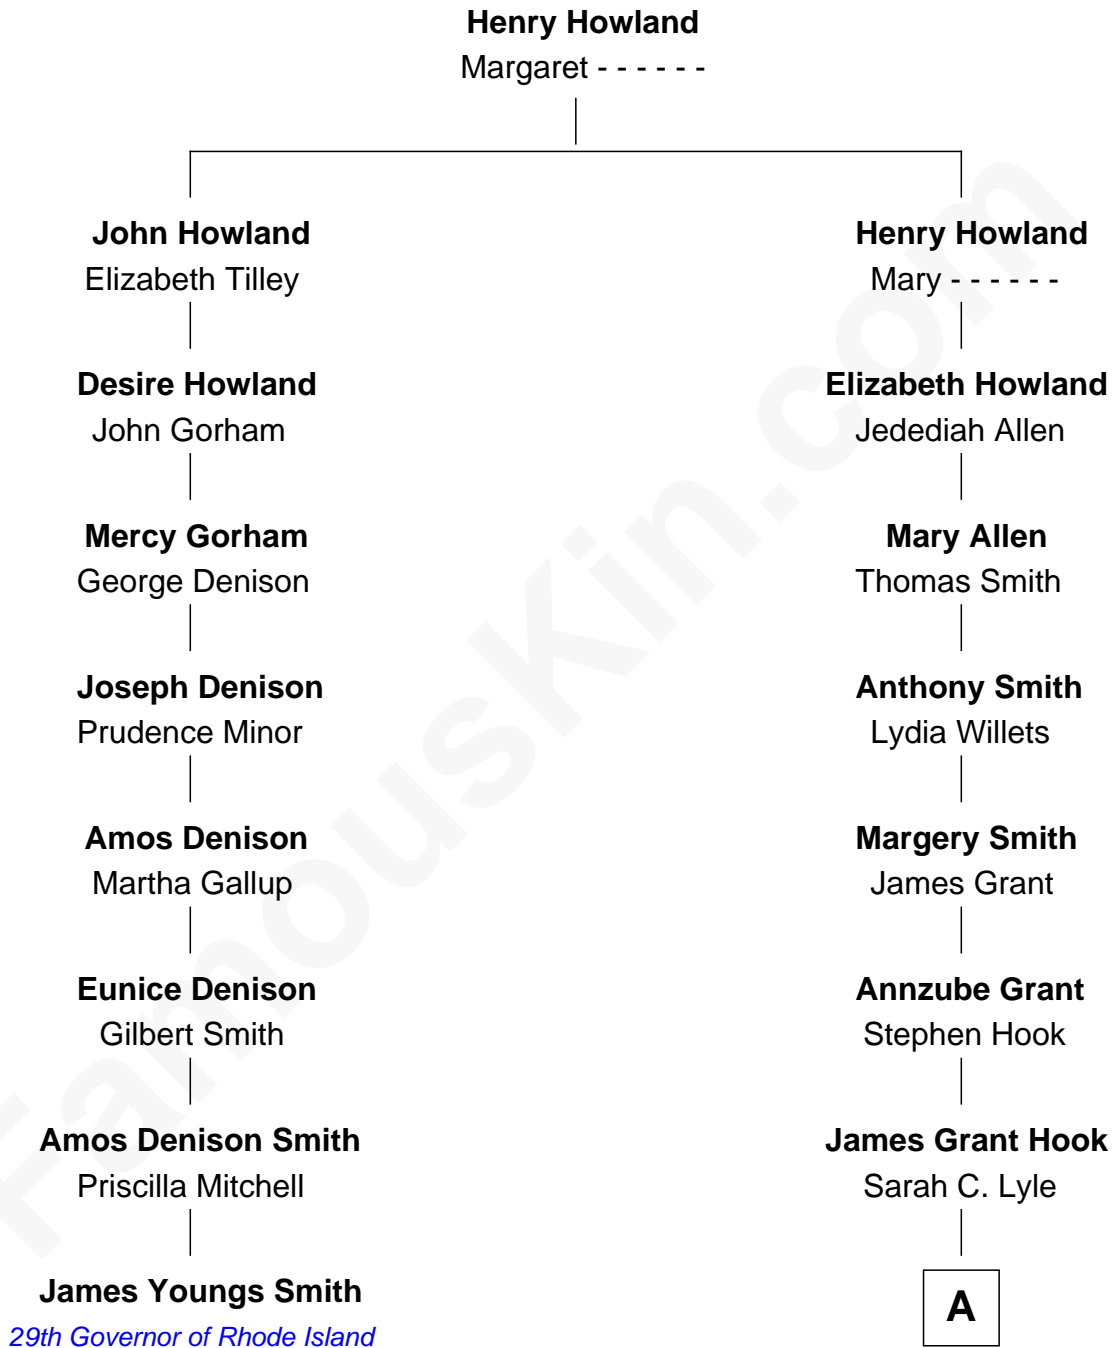 Henry Howland
Margaret - - - - - -
John Howland
Elizabeth Tilley
Henry Howland
Mary - - - - - -
Desire Howland
John Gorham
Elizabeth Howland
Jedediah Allen
Mercy Gorham
George Denison
Mary Allen
Thomas Smith
Joseph Denison
Prudence Minor
Anthony Smith
Lydia Willets
Amos Denison
Martha Gallup
Margery Smith
James Grant
Eunice Denison
Gilbert Smith
Annzube Grant
Stephen Hook
Amos Denison Smith
Priscilla Mitchell
James Grant Hook
Sarah C. Lyle
James Youngs Smith
29th Governor of Rhode Island
A
FamousKin.com